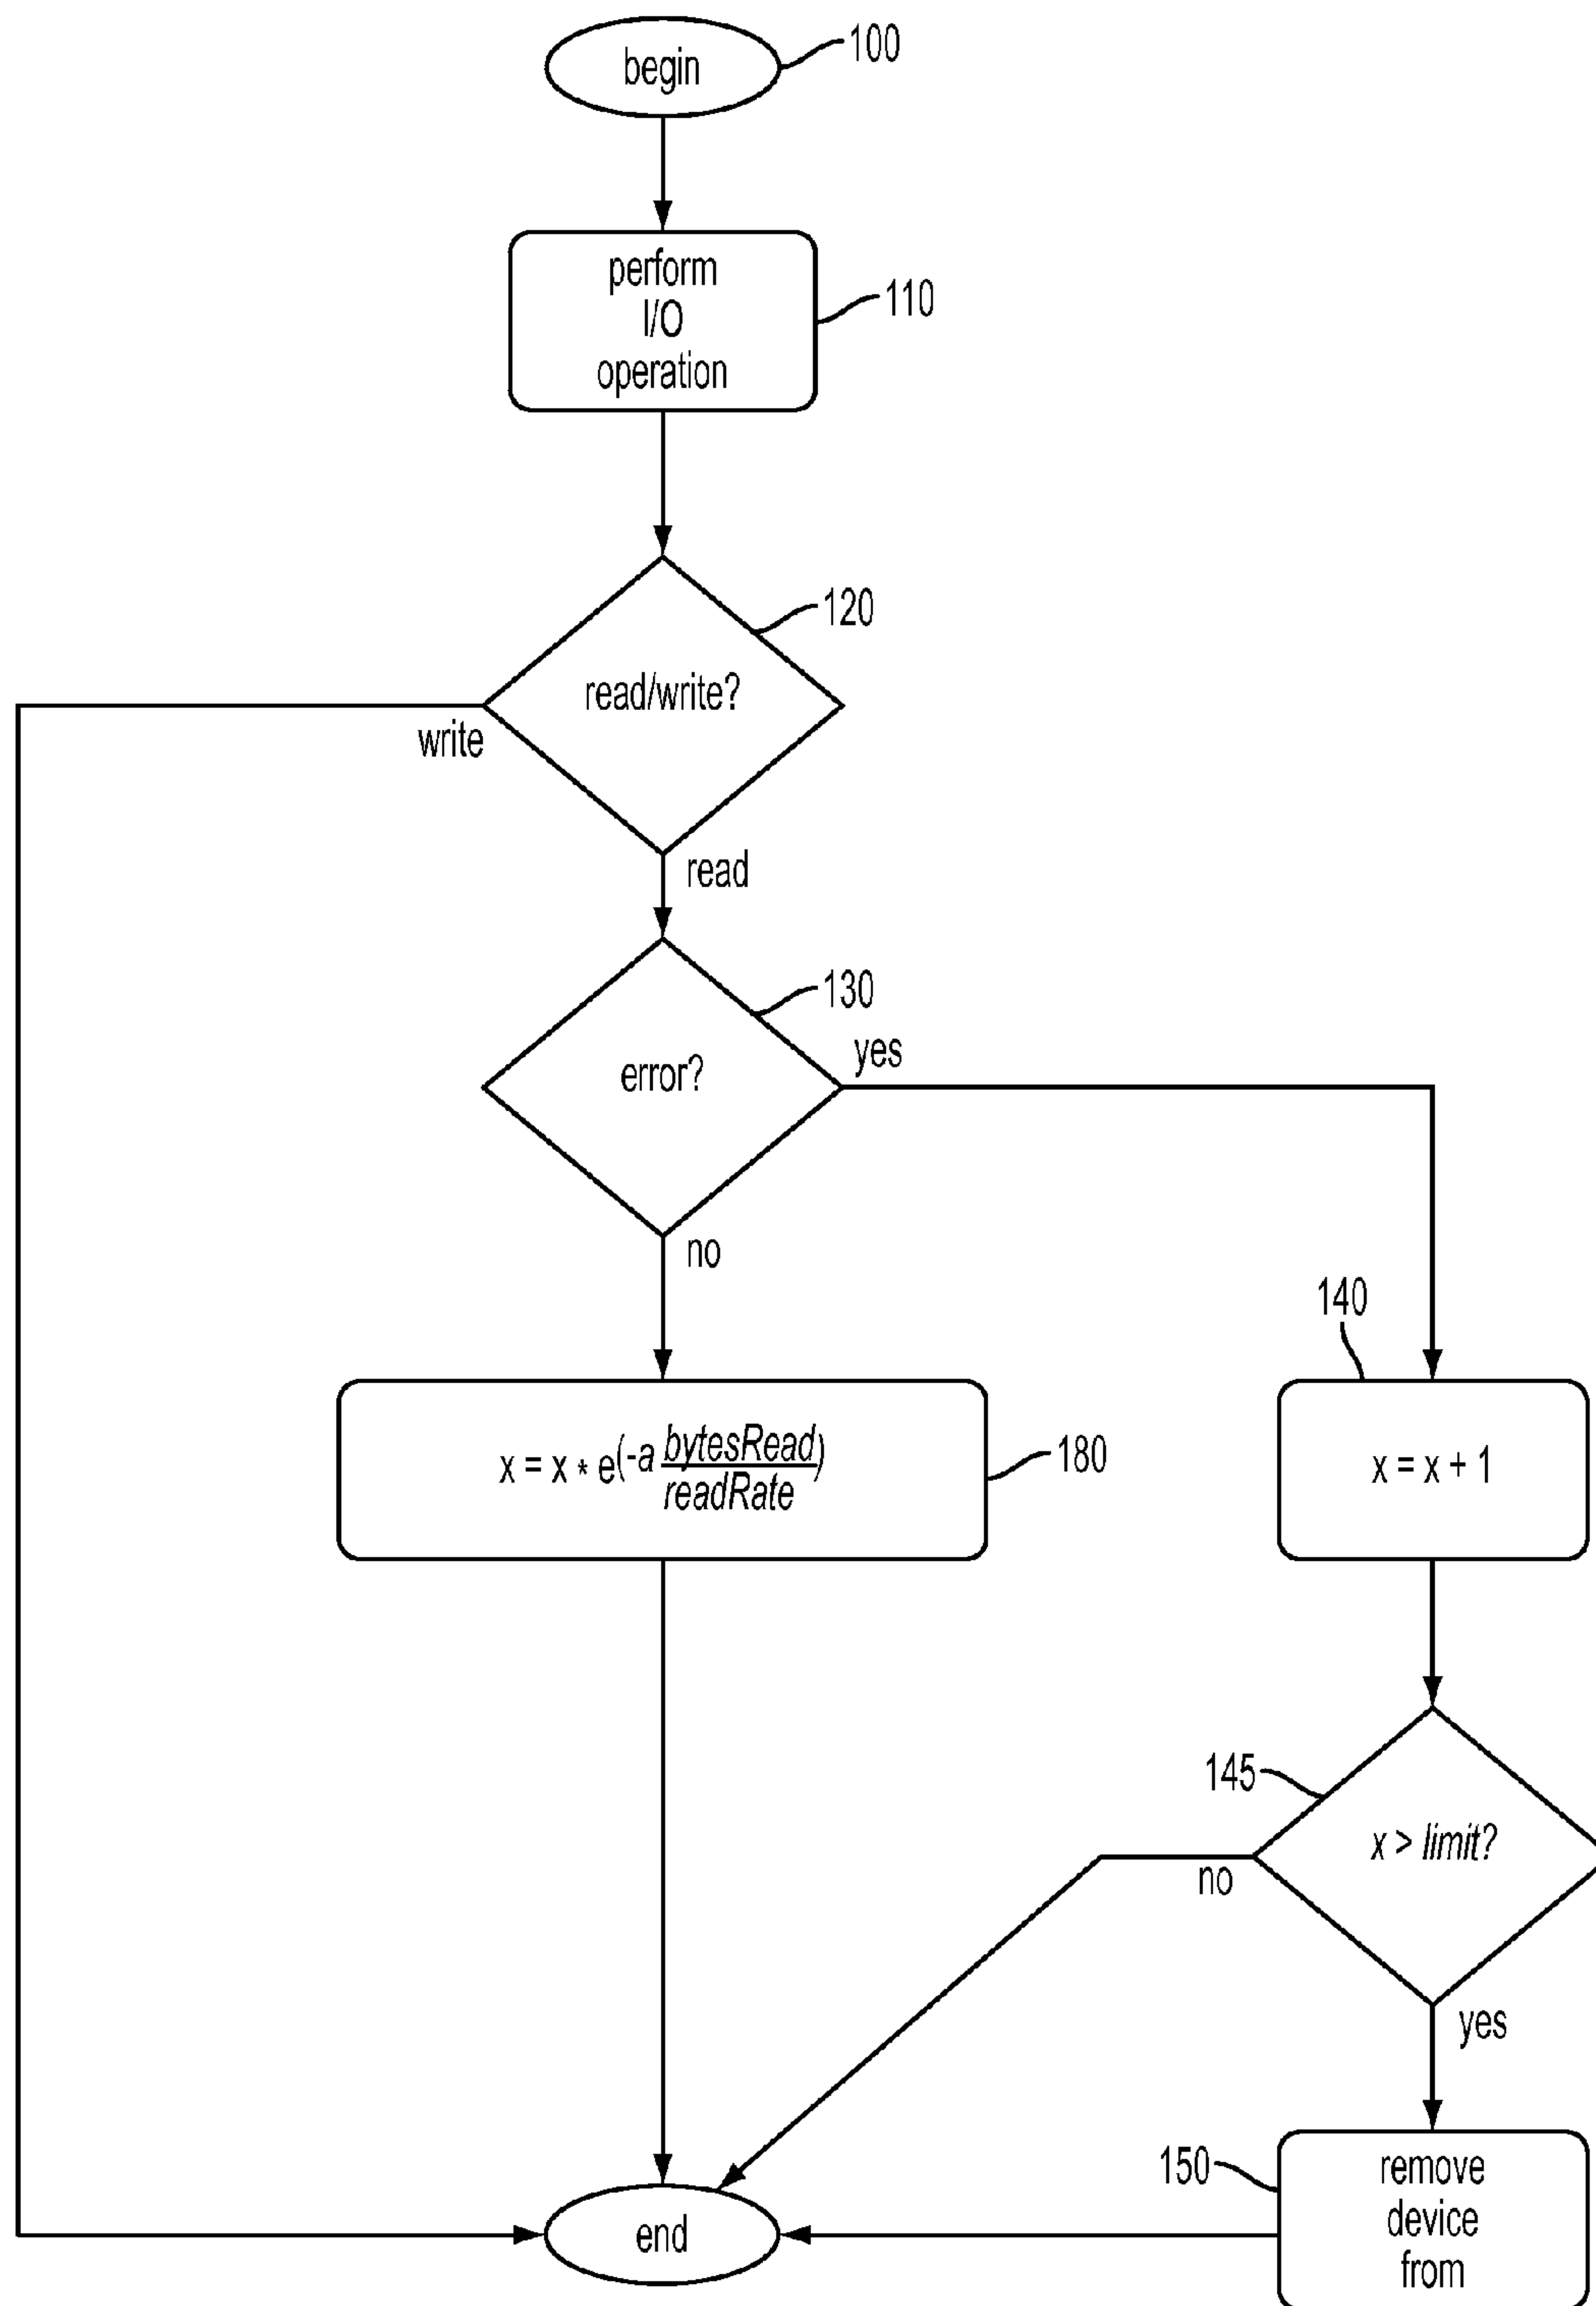 begin
100
perform
I/O
operation
110
120
read/write?
write
read
130
yes
error?
no
140
x = x * e(-a bytesRead/readRate)
180
x = x + 1
145
x > limit?
no
yes
150
remove
device
from
end